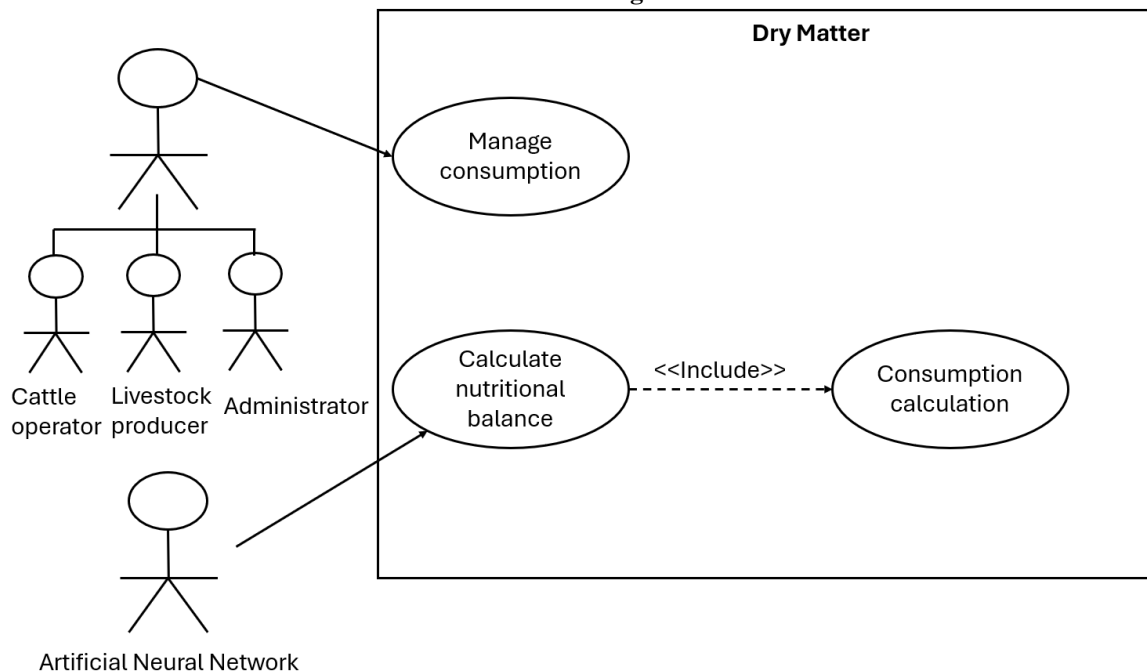 Dry Matter
Manage
consumption
Cattle
operator
Livestock
producer
Administrator
Calculate
nutritional
balance
<<Include>>
Consumption
calculation
Artificial Neural Network